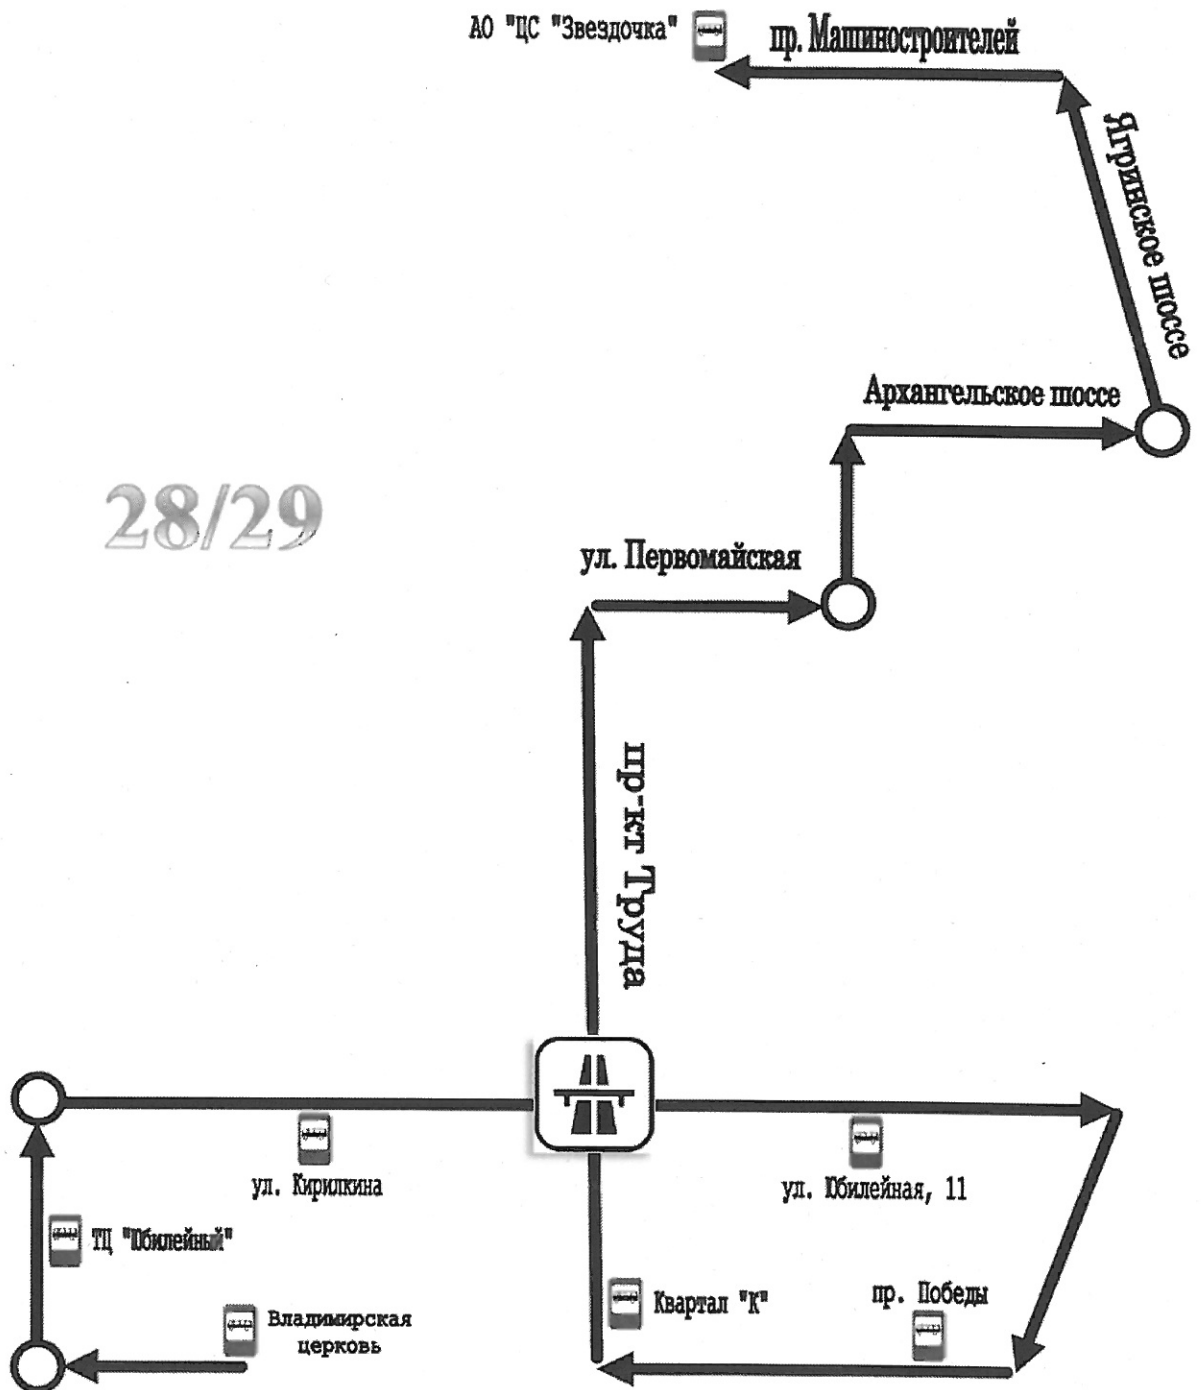 АО "ЦС "Звездочка"
пр. Машиностроителей
Ягринское шоссе
Архангельское шоссе
28/29
ул. Первомайская
пр-кт Труда
ул. Кирилкина
ул. Юбилейная, 11
ТЦ "Юбилейный"
Квартал "К"
пр. Победы
Владимирская
церковь